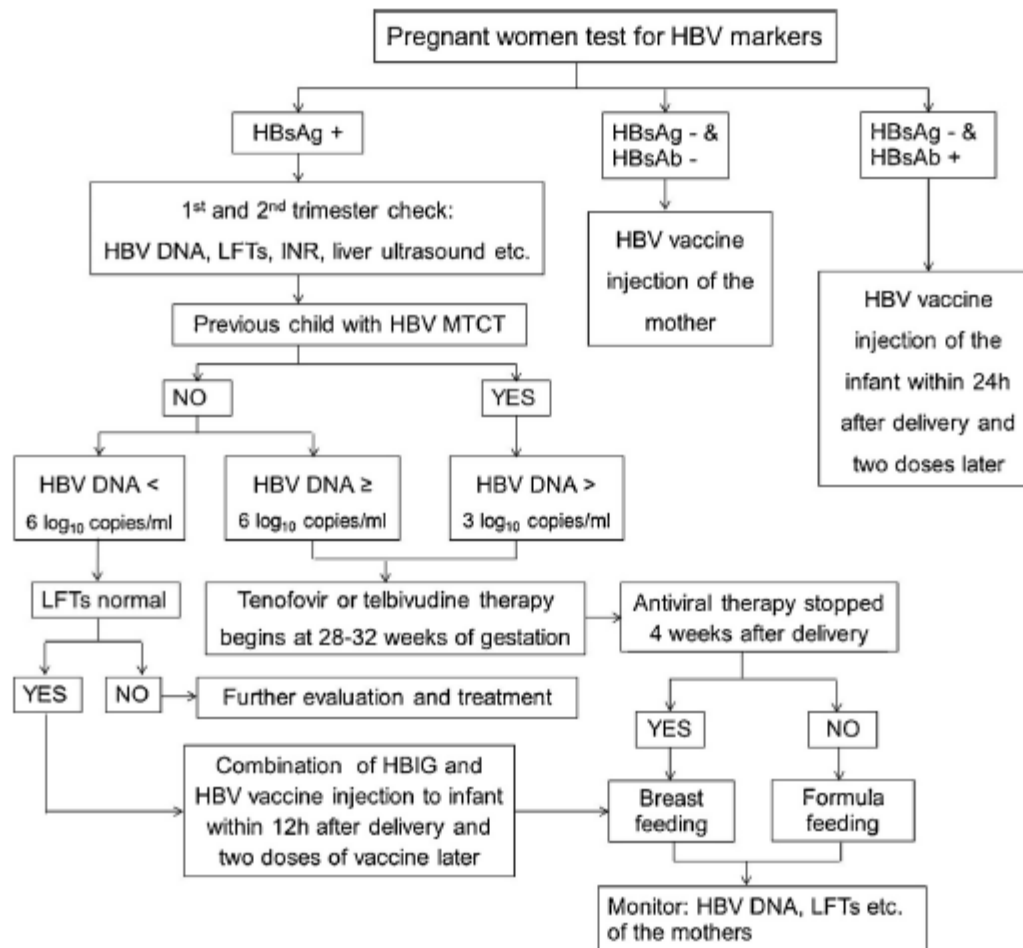 Pregnant women test for HBV markers
HBsAg +
HBsAg - &
HBsAb -
HBsAg - &
HBsAb +
1st and 2nd trimester check:
HBV DNA, LFTs, INR, liver ultrasound etc.
HBV vaccine
injection of the
mother
HBV vaccine
injection of the
infant within 24h
after delivery and
two doses later
Previous child with HBV MTCT
NO
YES
HBV DNA <
6 log₁₀ copies/ml
HBV DNA ≥
6 log₁₀ copies/ml
HBV DNA >
3 log₁₀ copies/ml
LFTs normal
Tenofovir or telbivudine therapy
begins at 28-32 weeks of gestation
Antiviral therapy stopped
4 weeks after delivery
YES
NO
Further evaluation and treatment
YES
NO
Combination of HBIG and
HBV vaccine injection to infant
within 12h after delivery and
two doses of vaccine later
Breast
feeding
Formula
feeding
Monitor: HBV DNA, LFTs etc.
of the mothers